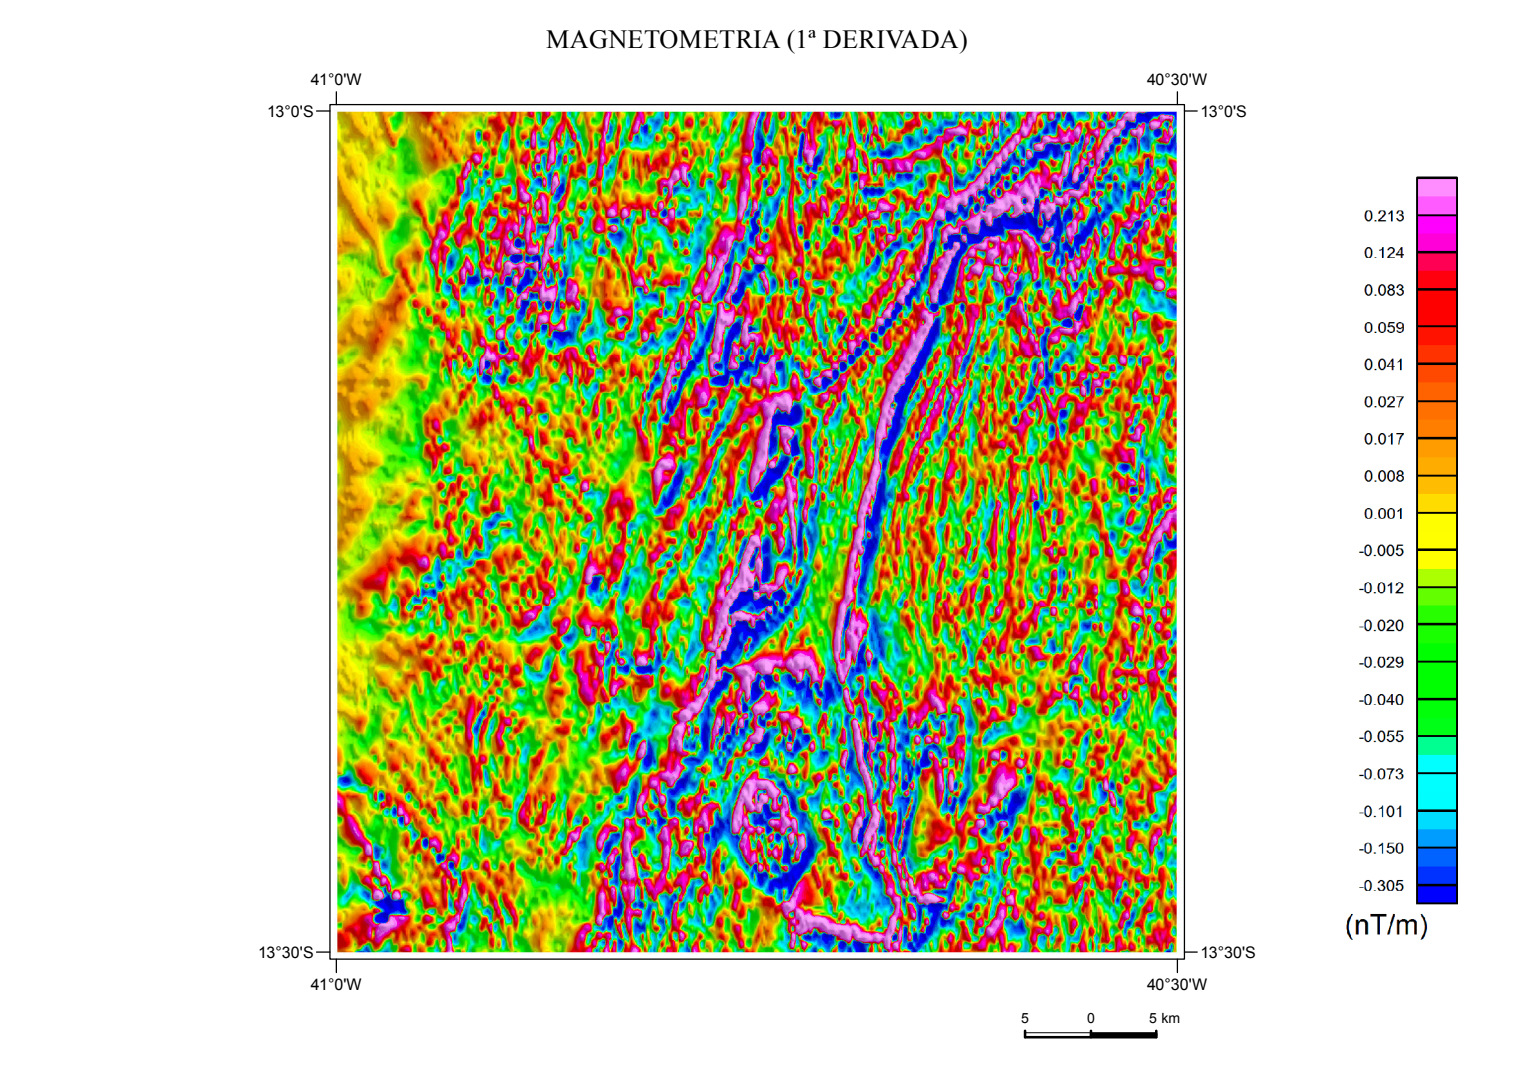 MAGNETOMETRIA (1ª DERIVADA)
41°0'W
40°30'W
13°0'S
13°0'S
0.213
0.124
0.083
0.059
0.041
0.027
0.017
0.008
0.001
-0.005
-0.012
-0.020
-0.029
-0.040
-0.055
-0.073
-0.101
-0.150
-0.305
(nT/m)
13°30'S
13°30'S
41°0'W
40°30'W
5 0 5 km